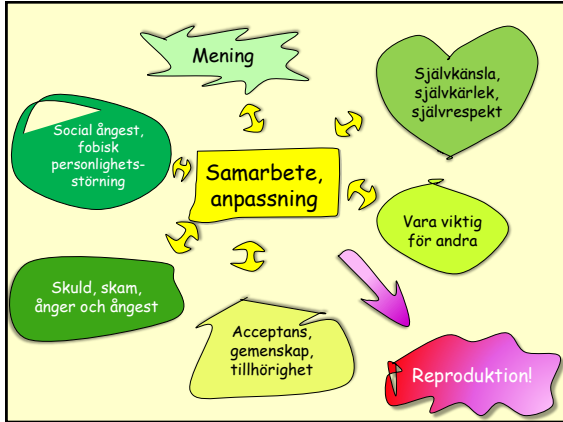 Mening
Självkänsla,
självkärlek,
självrespekt
Social ångest,
fobisk
personlighets-
störning
Samarbete,
anpassning
Vara viktig
för andra
Skuld, skam,
ånger och ångest
Acceptans,
gemenskap,
tillhörighet
Reproduktion!